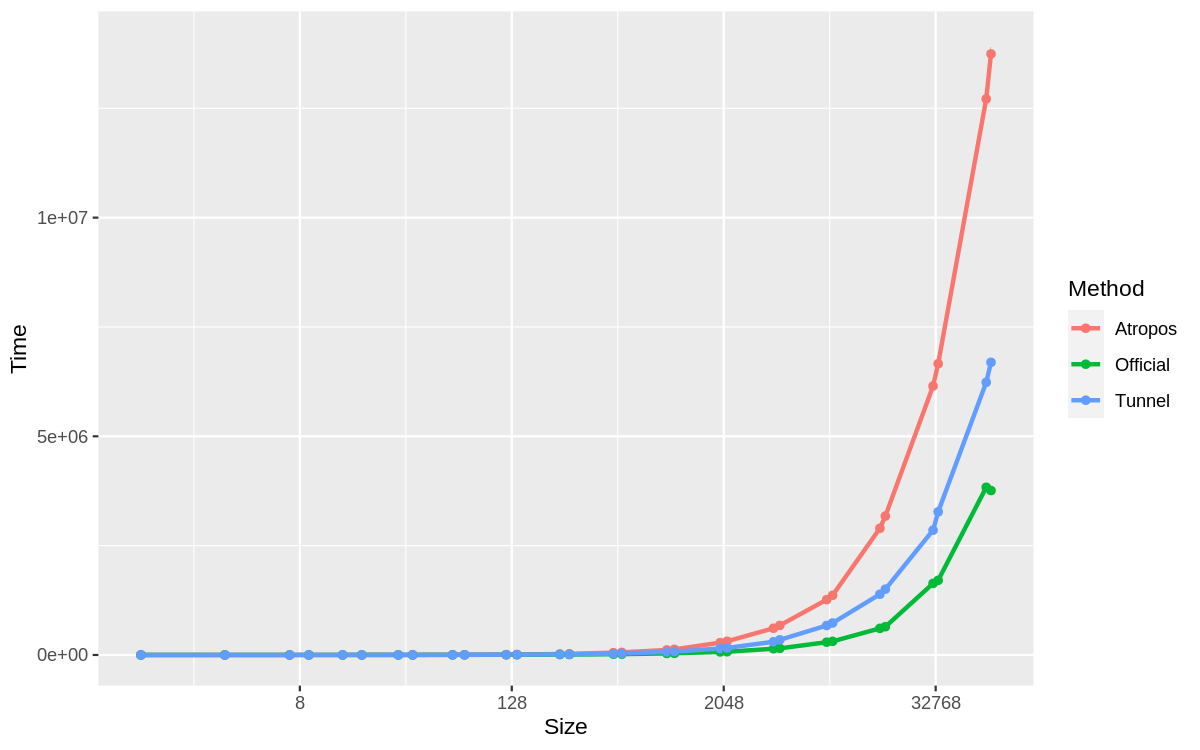 1e+07
5e+06
0e+00
Time
8
128
2048
32768
Size
Method
Atropos
Official
Tunnel